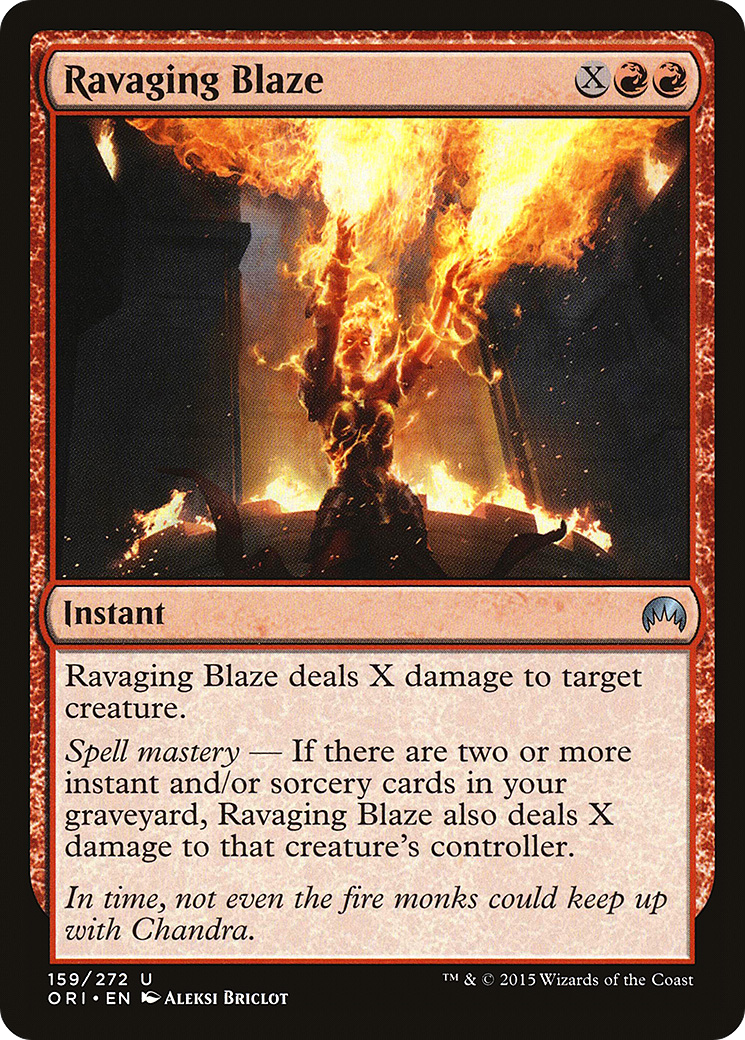 Ravaging Blaze X
Instant
Ravaging Blaze deals X damage to target
creature.
Spell mastery — If there are two or more
instant and/or sorcery cards in your
graveyard, Ravaging Blaze also deals X
damage to that creature's controller.
In time, not even the fire monks could keep up
with Chandra.
159/272 U
ORI • EN Aleksi Briclot
™ & © 2015 Wizards of the Coast